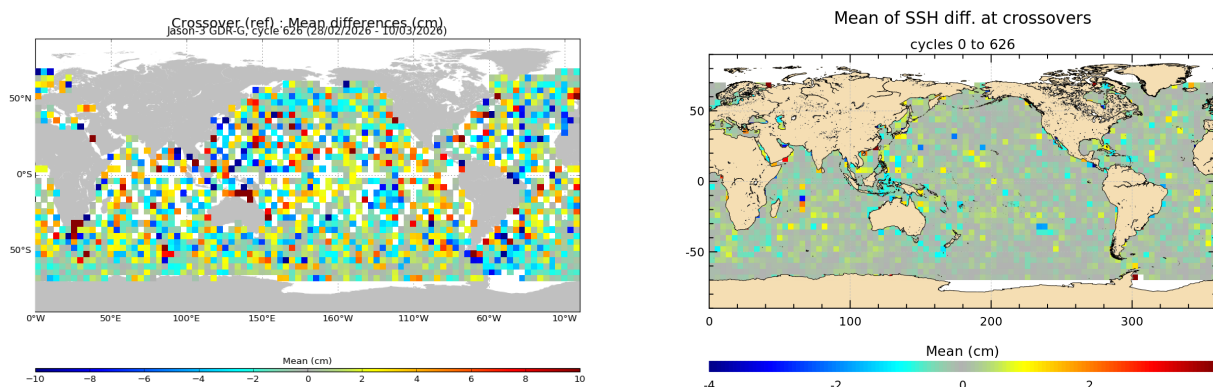 Crossover (ref) : Mean differences (cm)
Jason-3 GDR-G, cycle 626 (28/02/2026 - 10/03/2026)
50°N
0°S
50°S
0°W 50°E 100°E 150°E 160°W 110°W 60°W 10°W
Mean (cm)
−10 −8 −6 −4 −2 0 2 4 6 8 10
Mean of SSH diff. at crossovers
cycles 0 to 626
50
0
-50
0 100 200 300
Mean (cm)
-4 -2 0 2